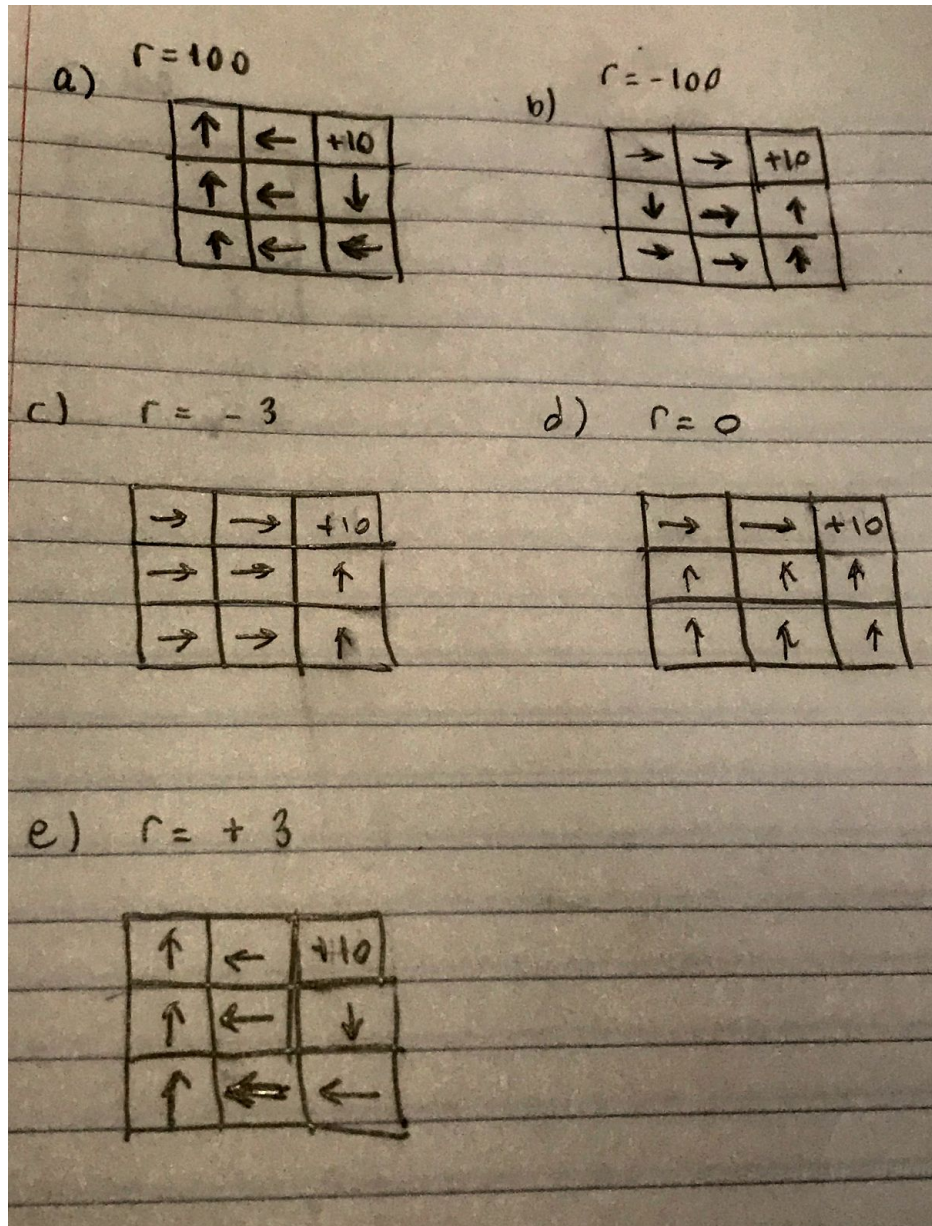 a) r = 100
↑ ← +10
↑ ← ↓
↑ ← ←
b) r = -100
→ → +10
↓ → ↑
→ → ↑
c) r = - 3
→ → +10
→ → ↑
→ → ↑
d) r = 0
→ → +10
↑ ↖ ↑
↑ ↑ ↑
e) r = + 3
↑ ← +10
↑ ← ↓
↑ ← ←